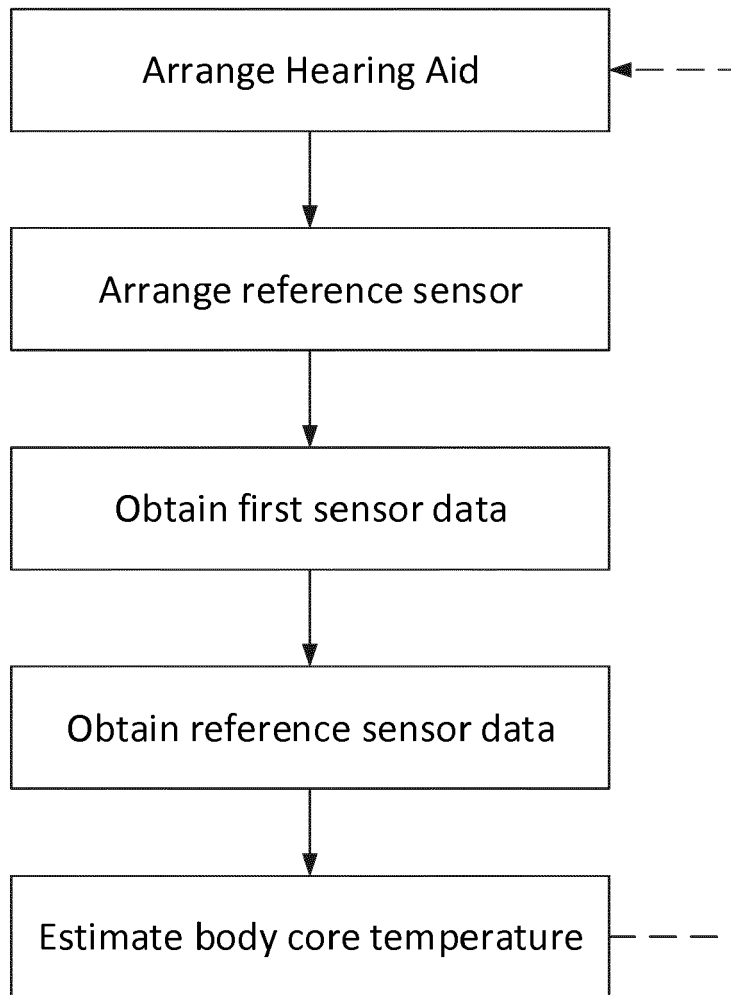 Arrange Hearing Aid
Arrange reference sensor
Obtain first sensor data
Obtain reference sensor data
Estimate body core temperature